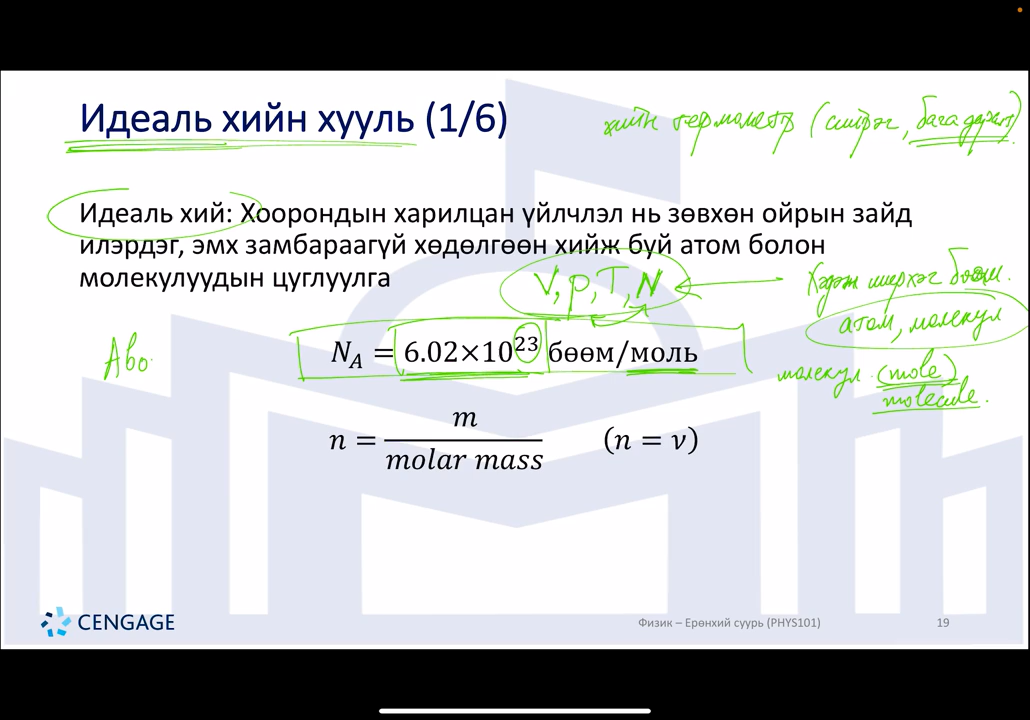 Идеаль хийн хууль (1/6)
хийн термометр (сийрэг, бага даралт)
Идеаль хий: Хоорондын харилцан үйлчлэл нь зөвхөн ойрын зайд
илэрдэг, эмх замбараагүй хөдөлгөөн хийж буй атом болон
молекулуудын цуглуулга
V, p, T, N
Хэдэн ширхэг бөөм.
атом, молекул
Аво
N_A = 6.02×10^23 бөөм/моль
молекул (mole)
molecule.
n = m / molar mass (n = ν)
CENGAGE
Физик – Ерөнхий суурь (PHYS101)
19